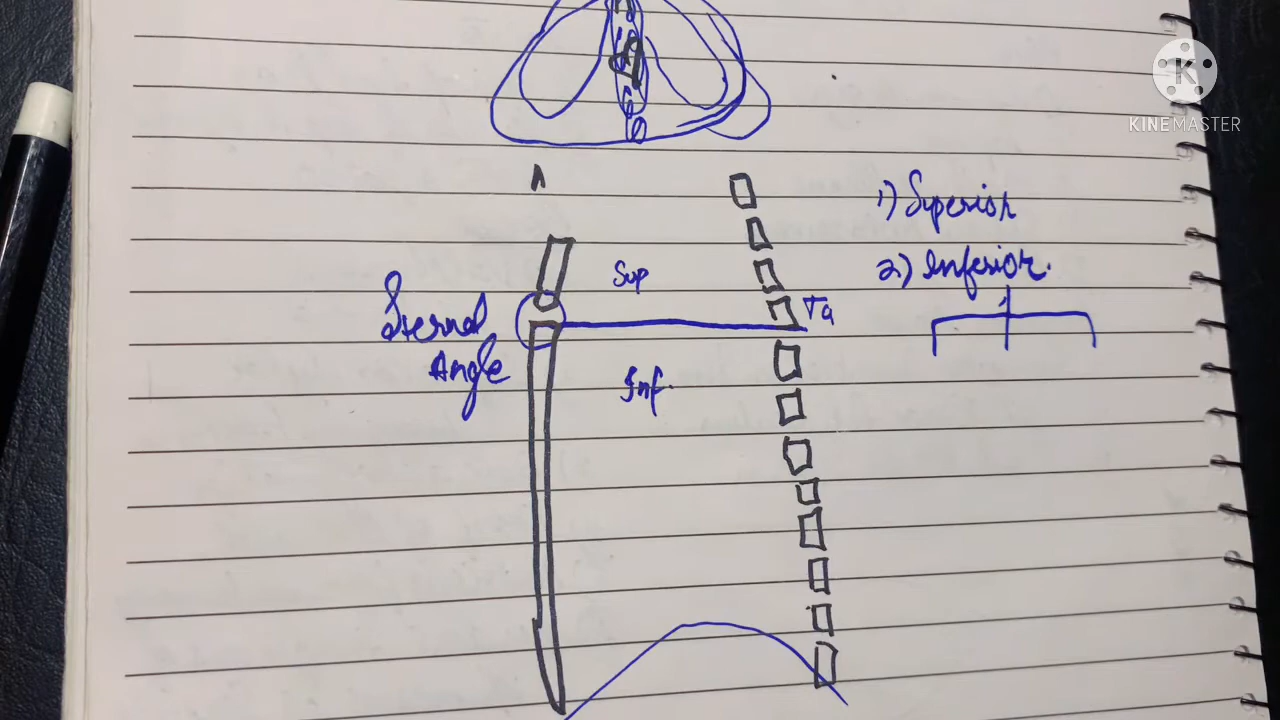 KINEMASTER
1) Superior
2) Inferior.
Sup
T4
Sternal
Angle
Inf.